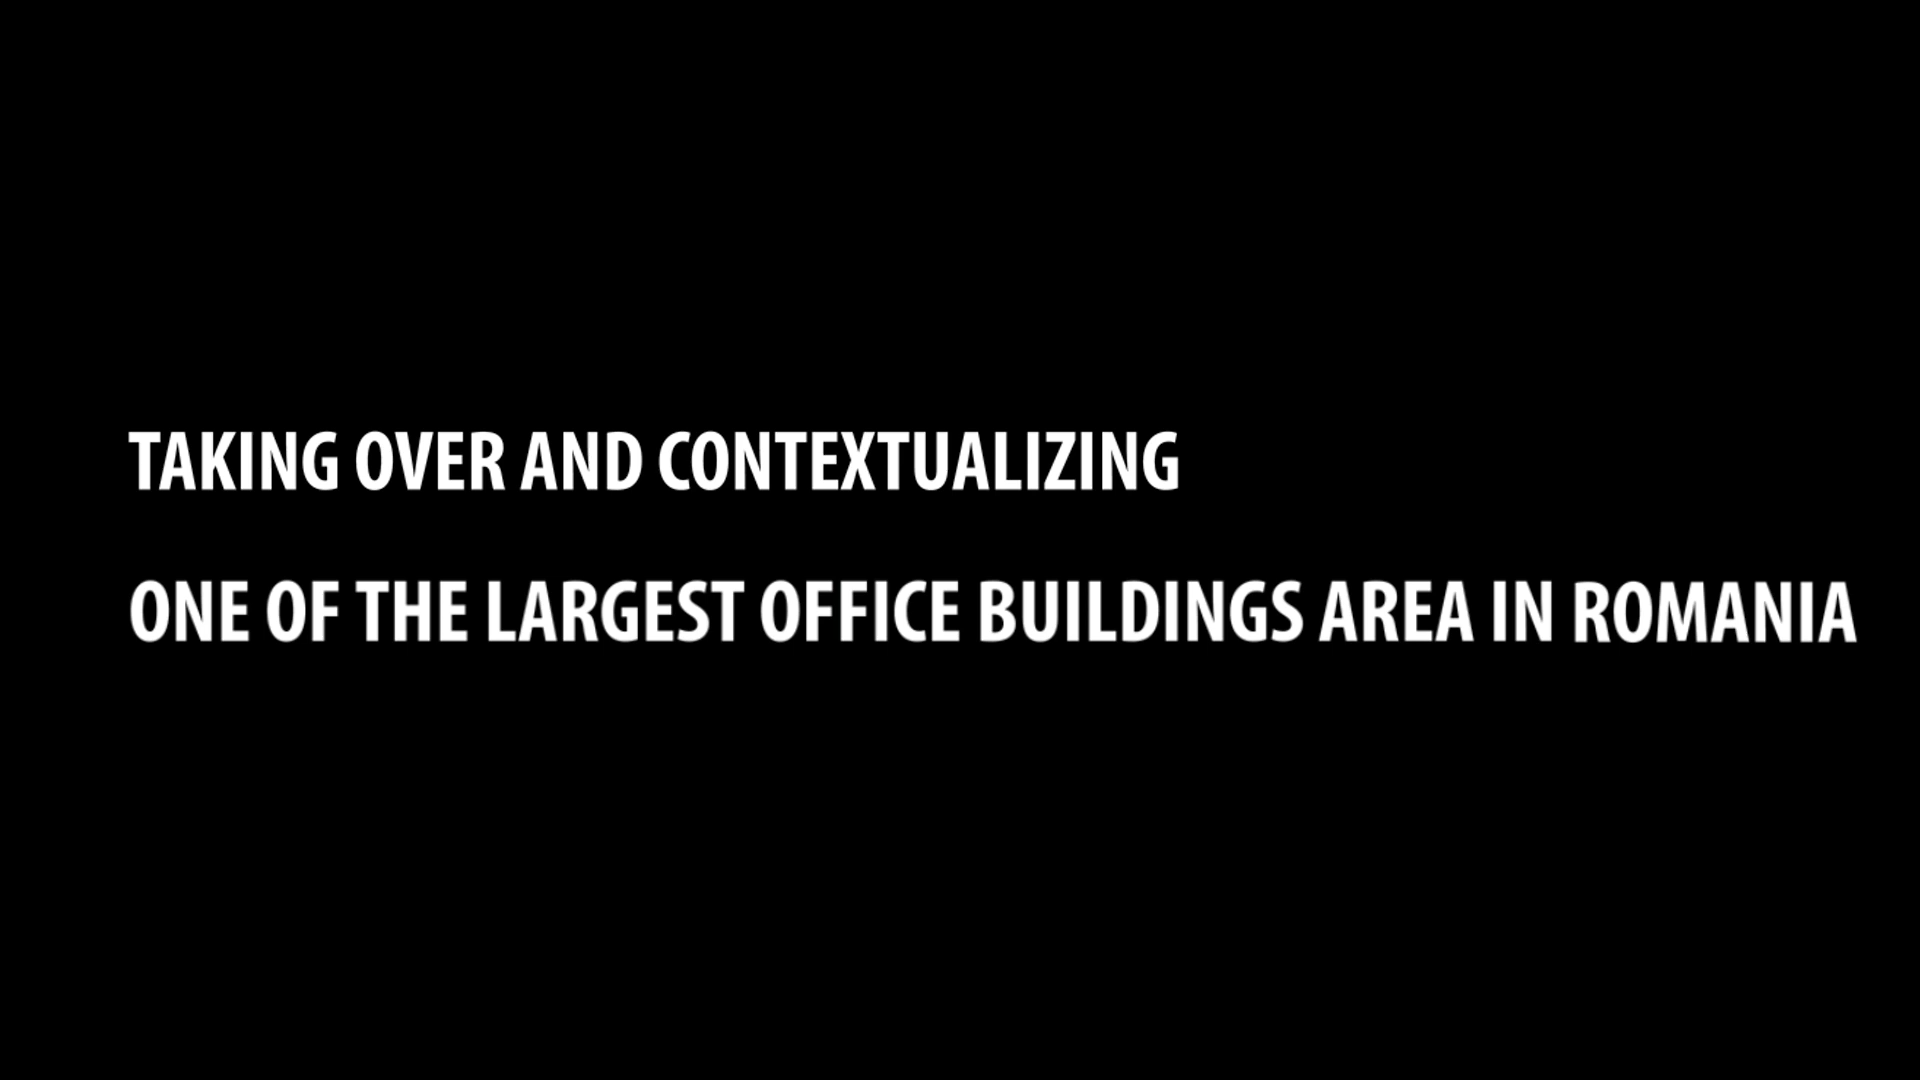 TAKING OVER AND CONTEXTUALIZING
ONE OF THE LARGEST OFFICE BUILDINGS AREA IN ROMANIA